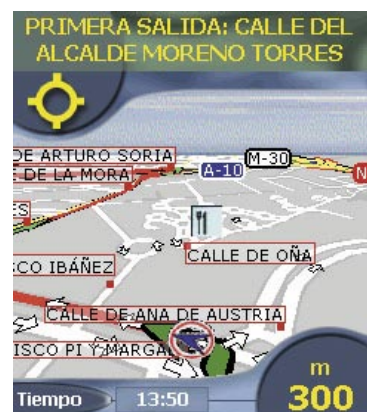 PRIMERA SALIDA: CALLE DEL
ALCALDE MORENO TORRES
DE ARTURO SORIA
M-30
A-10
DE LA MORA
N
ES
CALLE DE OÑA
CO IBÁÑEZ
CALLE DE ANA DE AUSTRIA
ISCO PI Y MARGA
m
300
Tiempo 13:50